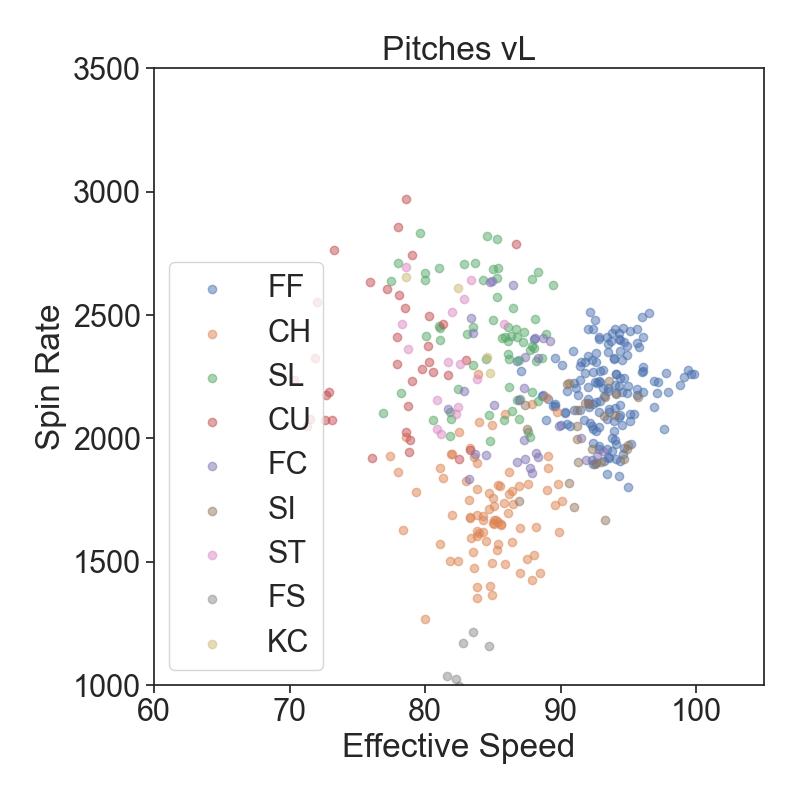 Pitches vL
3500
3000
2500
2000
1500
1000
Spin Rate
FF
CH
SL
CU
FC
SI
ST
FS
KC
60 70 80 90 100
Effective Speed